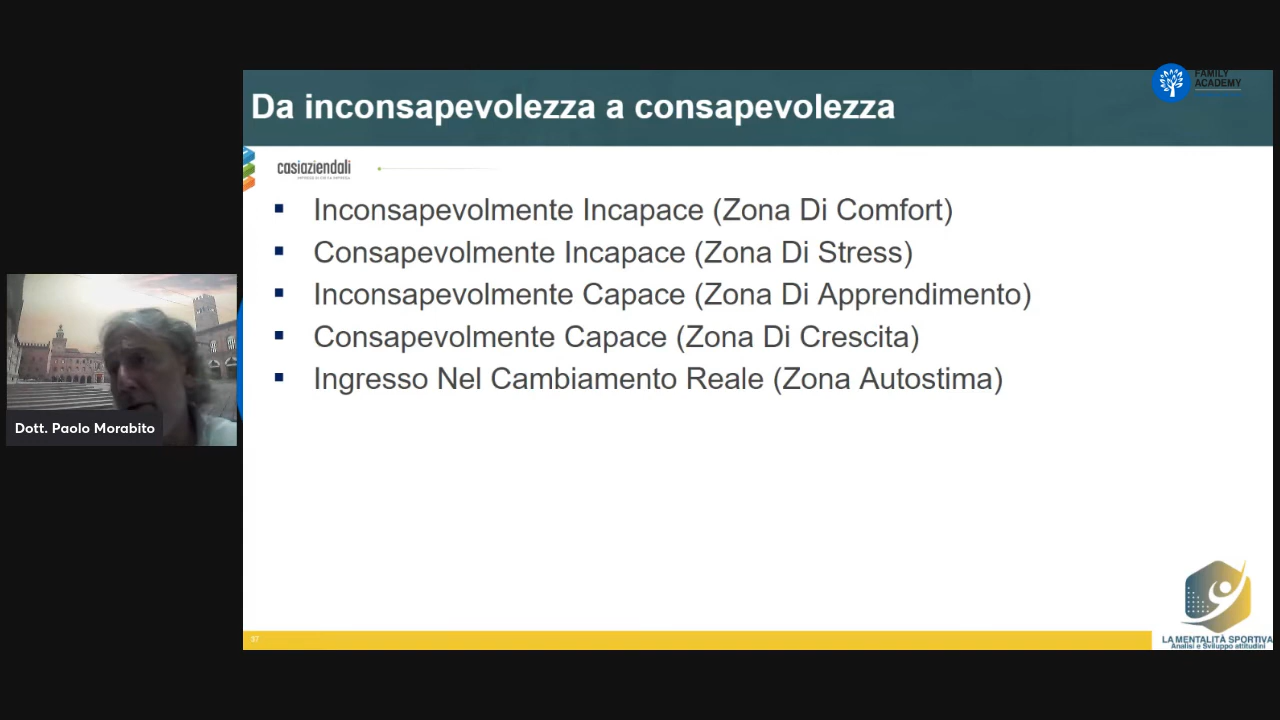 FAMILY
ACADEMY
Da inconsapevolezza a consapevolezza
casiaziendali
▪ Inconsapevolmente Incapace (Zona Di Comfort)
▪ Consapevolmente Incapace (Zona Di Stress)
▪ Inconsapevolmente Capace (Zona Di Apprendimento)
▪ Consapevolmente Capace (Zona Di Crescita)
▪ Ingresso Nel Cambiamento Reale (Zona Autostima)
Dott. Paolo Morabito
37
LA MENTALITÀ SPORTIVA
Analisi e Sviluppo attitudini